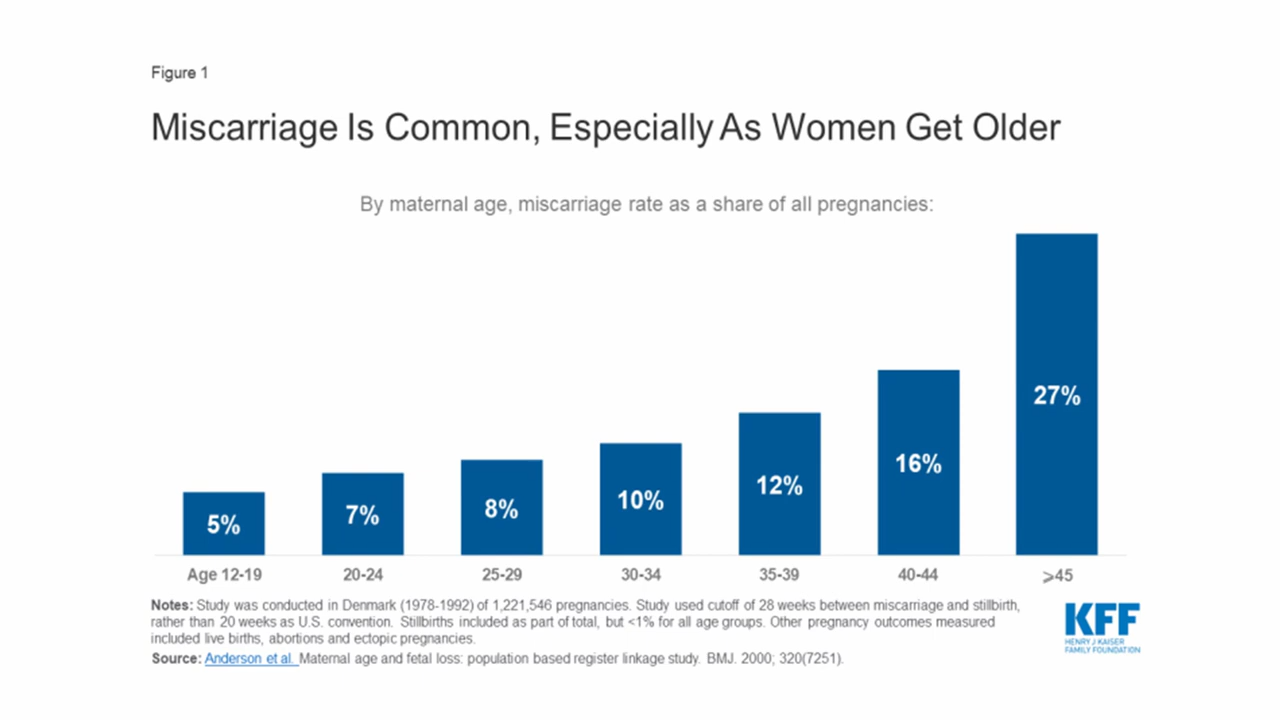 Figure 1
Miscarriage Is Common, Especially As Women Get Older
By maternal age, miscarriage rate as a share of all pregnancies:
5%
7%
8%
10%
12%
16%
27%
Age 12-19
20-24
25-29
30-34
35-39
40-44
⩾45
Notes: Study was conducted in Denmark (1978-1992) of 1,221,546 pregnancies. Study used cutoff of 28 weeks between miscarriage and stillbirth,
rather than 20 weeks as U.S. convention. Stillbirths included as part of total, but <1% for all age groups. Other pregnancy outcomes measured
included live births, abortions and ectopic pregnancies.
Source: Anderson et al. Maternal age and fetal loss: population based register linkage study. BMJ. 2000; 320(7251).
KFF
HENRY J KAISER
FAMILY FOUNDATION